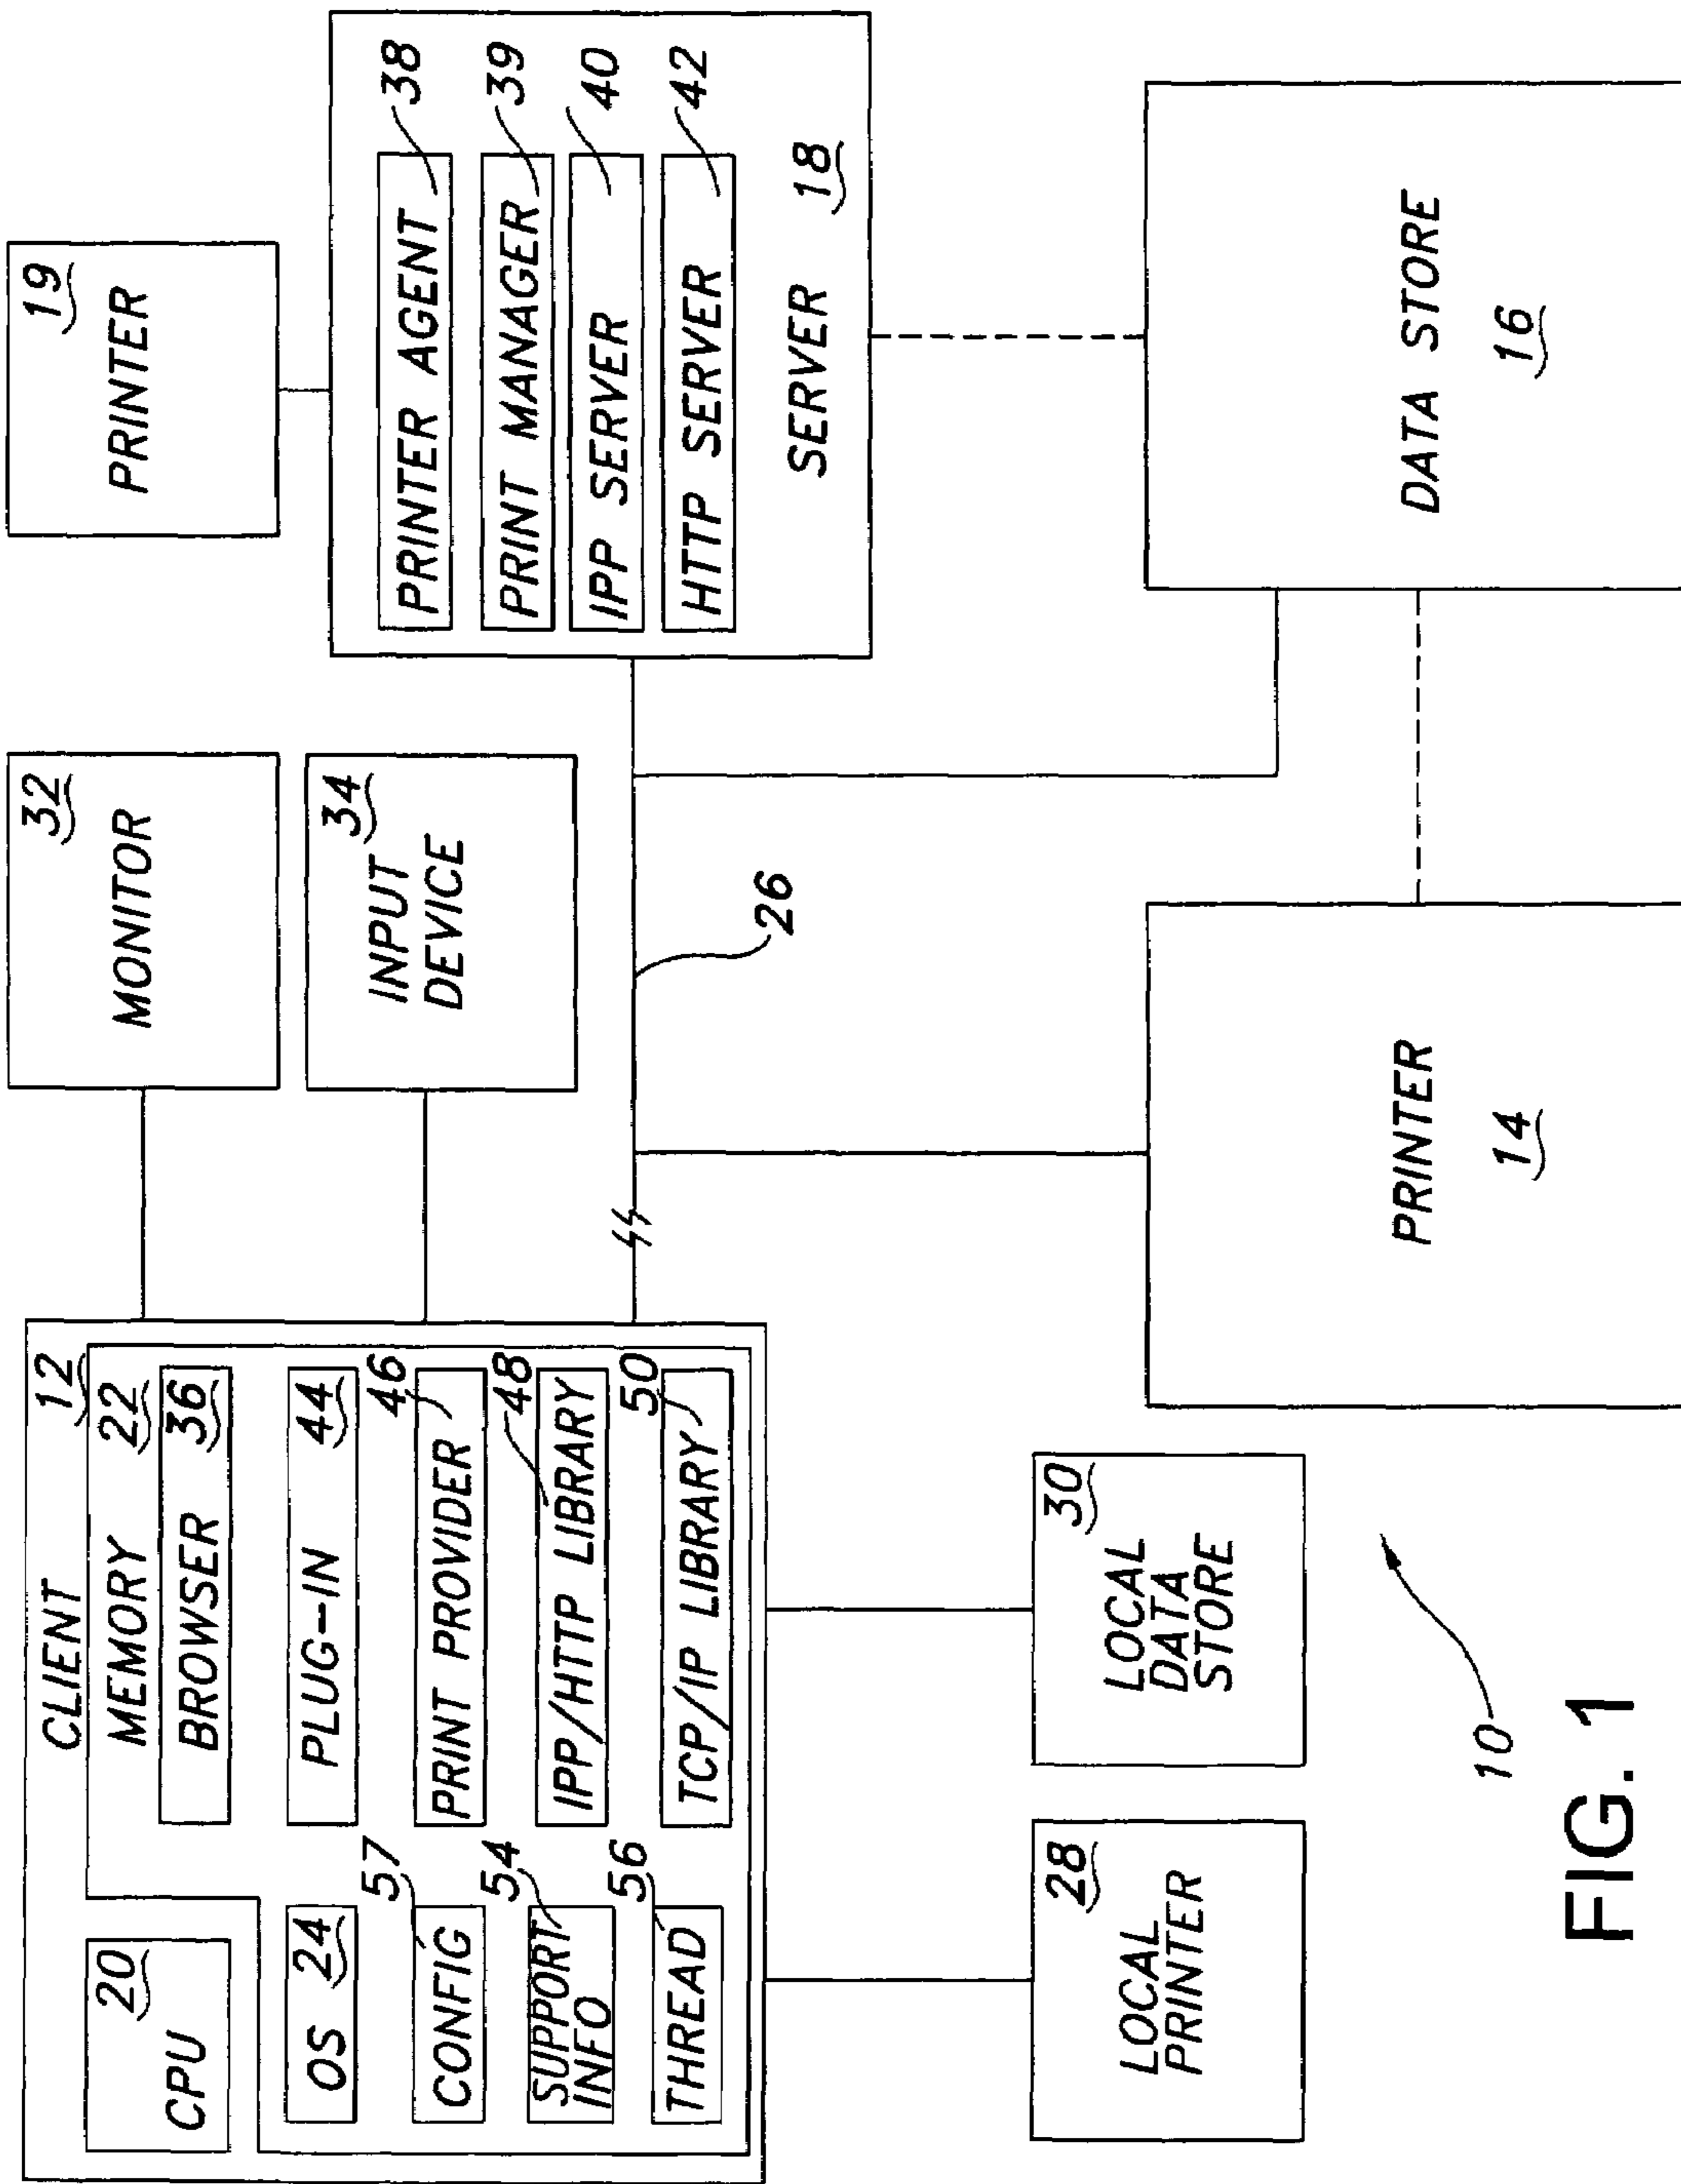 CLIENT 12
CPU 20
MEMORY 22
BROWSER 36
OS 24
PLUG-IN 44
57
46
CONFIG
PRINT PROVIDER
54
48
SUPPORT
INFO
IPP/HTTP LIBRARY
56
50
THREAD
TCP/IP LIBRARY
MONITOR 32
INPUT
DEVICE
34
26
PRINTER 19
PRINTER AGENT 38
PRINT MANAGER 39
IPP SERVER 40
HTTP SERVER 42
SERVER 18
LOCAL
PRINTER
28
LOCAL
DATA
STORE
30
PRINTER
14
DATA STORE
16
10
FIG. 1